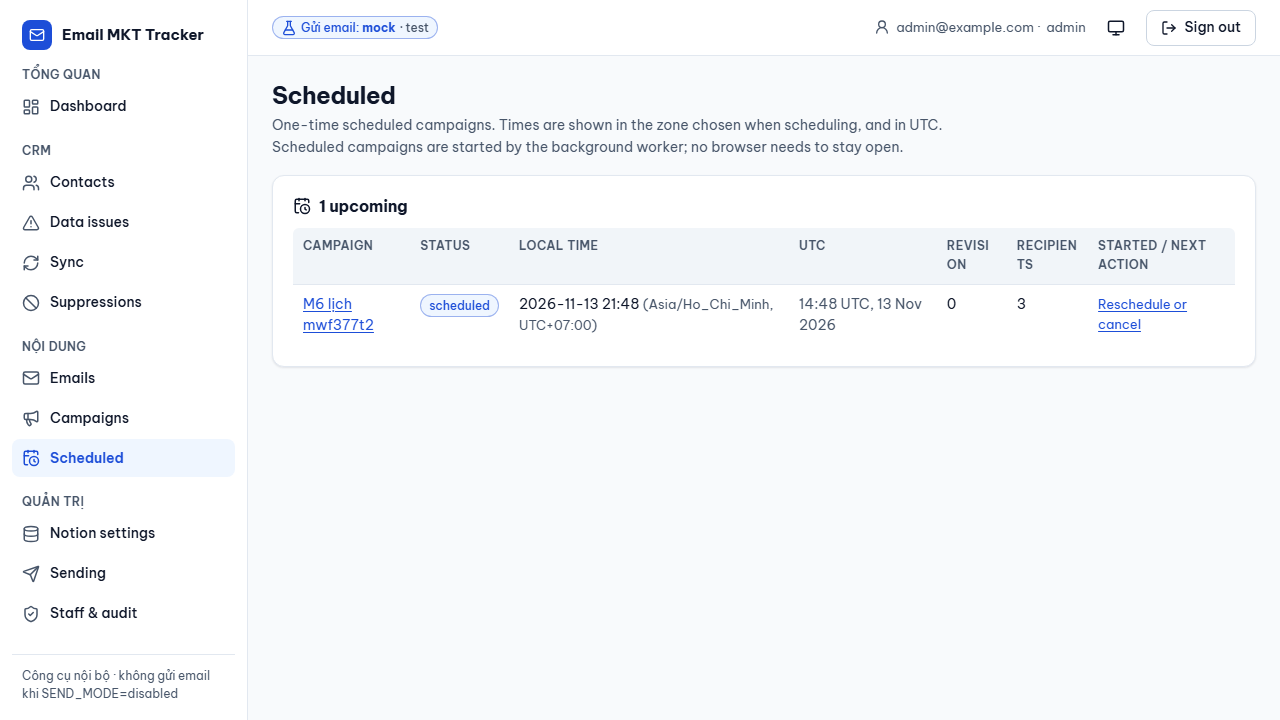 Email MKT Tracker
TỔNG QUAN
Dashboard
CRM
Contacts
Data issues
Sync
Suppressions
NỘI DUNG
Emails
Campaigns
Scheduled
QUẢN TRỊ
Notion settings
Sending
Staff & audit
Công cụ nội bộ · không gửi email
khi SEND_MODE=disabled
Gửi email: mock · test
admin@example.com · admin
Sign out
Scheduled
One-time scheduled campaigns. Times are shown in the zone chosen when scheduling, and in UTC.
Scheduled campaigns are started by the background worker; no browser needs to stay open.
1 upcoming
CAMPAIGN STATUS LOCAL TIME UTC REVISI RECIPIEN STARTED / NEXT
ON TS ACTION
M6 lịch scheduled 2026-11-13 21:48 (Asia/Ho_Chi_Minh, 14:48 UTC, 13 Nov 0 3 Reschedule or
mwf377t2 UTC+07:00) 2026 cancel